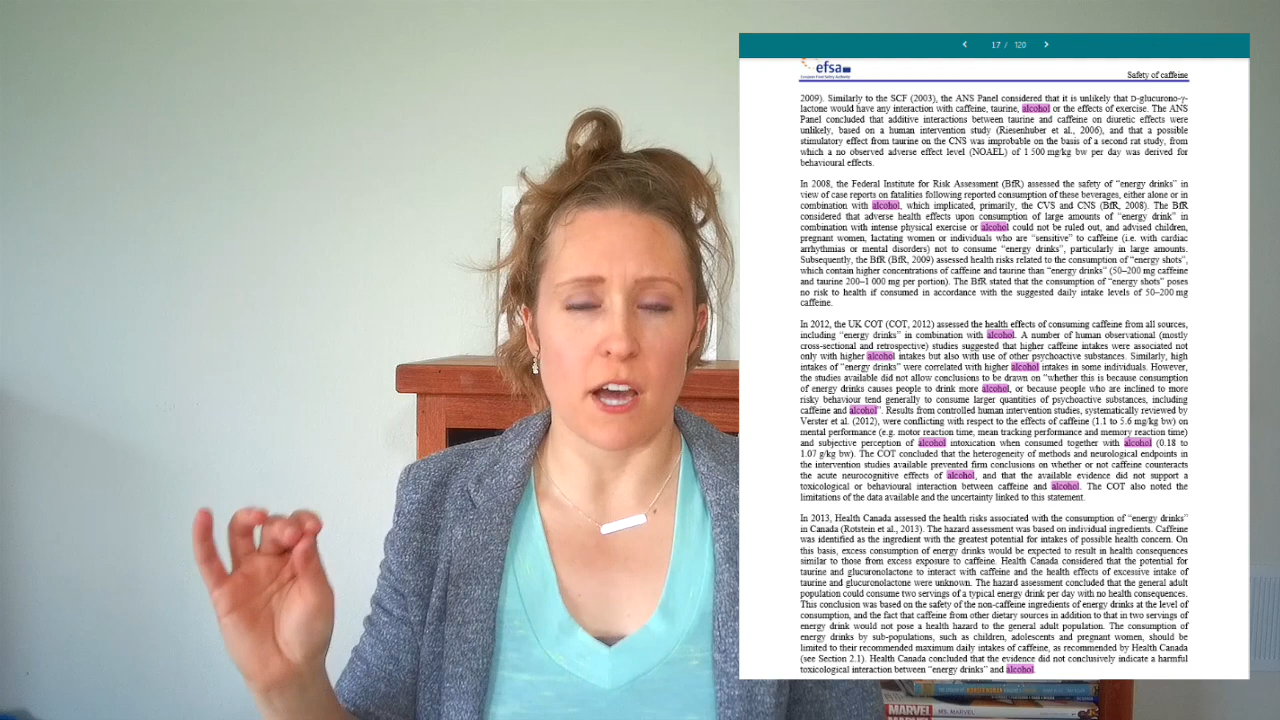 17 / 120
efsa
European Food Safety Authority
Safety of caffeine
2009). Similarly to the SCF (2003), the ANS Panel considered that it is unlikely that D-glucurono-γ-
lactone would have any interaction with caffeine, taurine, alcohol or the effects of exercise. The ANS
Panel concluded that additive interactions between taurine and caffeine on diuretic effects were
unlikely, based on a human intervention study (Riesenhuber et al., 2006), and that a possible
stimulatory effect from taurine on the CNS was improbable on the basis of a second rat study, from
which a no observed adverse effect level (NOAEL) of 1 500 mg/kg bw per day was derived for
behavioural effects.
In 2008, the Federal Institute for Risk Assessment (BfR) assessed the safety of “energy drinks” in
view of case reports on fatalities following reported consumption of these beverages, either alone or in
combination with alcohol, which implicated, primarily, the CVS and CNS (BfR, 2008). The BfR
considered that adverse health effects upon consumption of large amounts of “energy drink” in
combination with intense physical exercise or alcohol could not be ruled out, and advised children,
pregnant women, lactating women or individuals who are “sensitive” to caffeine (i.e. with cardiac
arrhythmias or mental disorders) not to consume “energy drinks”, particularly in large amounts.
Subsequently, the BfR (BfR, 2009) assessed health risks related to the consumption of “energy shots”,
which contain higher concentrations of caffeine and taurine than “energy drinks” (50–200 mg caffeine
and taurine 200–1 000 mg per portion). The BfR stated that the consumption of “energy shots” poses
no risk to health if consumed in accordance with the suggested daily intake levels of 50–200 mg
caffeine.
In 2012, the UK COT (COT, 2012) assessed the health effects of consuming caffeine from all sources,
including “energy drinks” in combination with alcohol. A number of human observational (mostly
cross-sectional and retrospective) studies suggested that higher caffeine intakes were associated not
only with higher alcohol intakes but also with use of other psychoactive substances. Similarly, high
intakes of “energy drinks” were correlated with higher alcohol intakes in some individuals. However,
the studies available did not allow conclusions to be drawn on “whether this is because consumption
of energy drinks causes people to drink more alcohol, or because people who are inclined to more
risky behaviour tend generally to consume larger quantities of psychoactive substances, including
caffeine and alcohol”. Results from controlled human intervention studies, systematically reviewed by
Verster et al. (2012), were conflicting with respect to the effects of caffeine (1.1 to 5.6 mg/kg bw) on
mental performance (e.g. motor reaction time, mean tracking performance and memory reaction time)
and subjective perception of alcohol intoxication when consumed together with alcohol (0.18 to
1.07 g/kg bw). The COT concluded that the heterogeneity of methods and neurological endpoints in
the intervention studies available prevented firm conclusions on whether or not caffeine counteracts
the acute neurocognitive effects of alcohol, and that the available evidence did not support a
toxicological or behavioural interaction between caffeine and alcohol. The COT also noted the
limitations of the data available and the uncertainty linked to this statement.
In 2013, Health Canada assessed the health risks associated with the consumption of “energy drinks”
in Canada (Rotstein et al., 2013). The hazard assessment was based on individual ingredients. Caffeine
was identified as the ingredient with the greatest potential for intakes of possible health concern. On
this basis, excess consumption of energy drinks would be expected to result in health consequences
similar to those from excess exposure to caffeine. Health Canada considered that the potential for
taurine and glucuronolactone to interact with caffeine and the health effects of excessive intake of
taurine and glucuronolactone were unknown. The hazard assessment concluded that the general adult
population could consume two servings of a typical energy drink per day with no health consequences.
This conclusion was based on the safety of the non-caffeine ingredients of energy drinks at the level of
consumption, and the fact that caffeine from other dietary sources in addition to that in two servings of
energy drink would not pose a health hazard to the general adult population. The consumption of
energy drinks by sub-populations, such as children, adolescents and pregnant women, should be
limited to their recommended maximum daily intakes of caffeine, as recommended by Health Canada
(see Section 2.1). Health Canada concluded that the evidence did not conclusively indicate a harmful
toxicological interaction between “energy drinks” and alcohol.
MARVEL MS. MARVEL
MARVEL